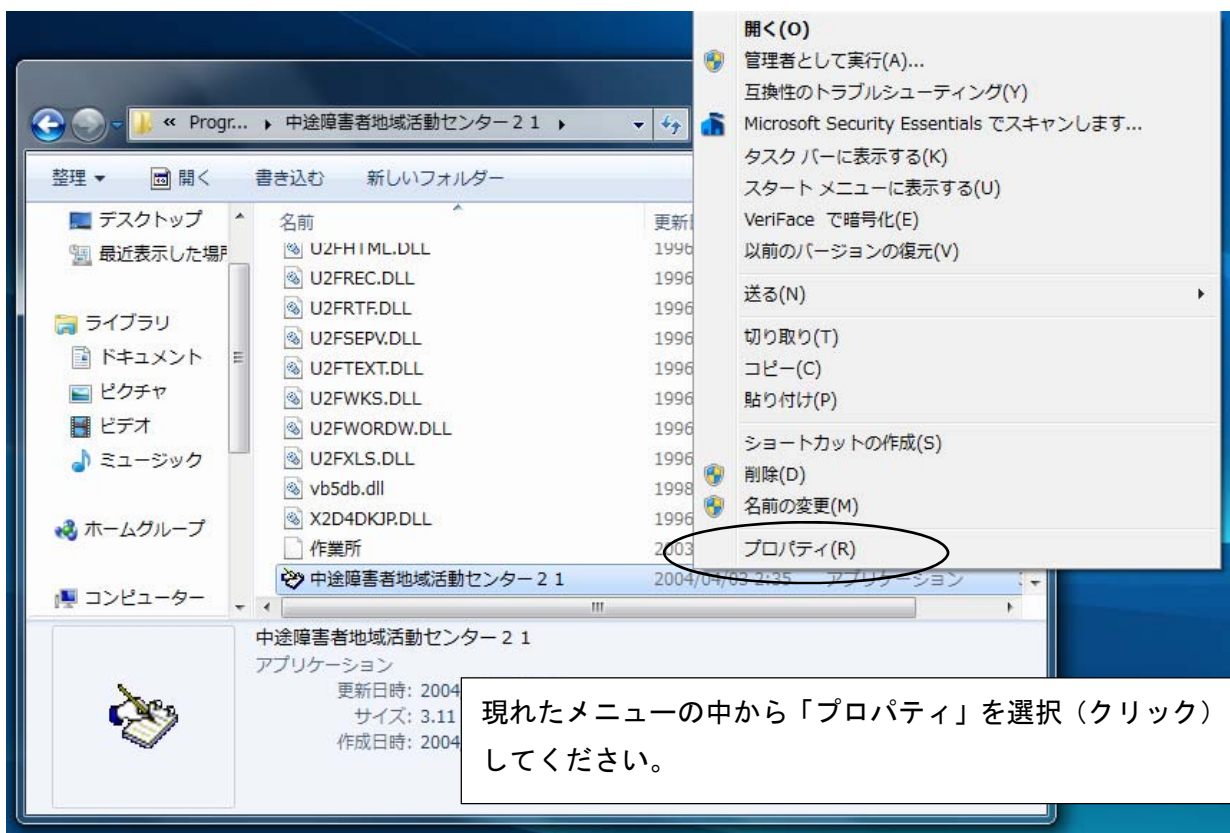 « Progr... ▸ 中途障害者地域活動センター２１ ▸
整理 開く 書き込む 新しいフォルダー
デスクトップ
最近表示した場所
ライブラリ
ドキュメント
ピクチャ
ビデオ
ミュージック
ホームグループ
コンピューター
名前 更新
U2FHTML.DLL 1996
U2FREC.DLL 1996
U2FRTF.DLL 1996
U2FSEPV.DLL 1996
U2FTEXT.DLL 1996
U2FWKS.DLL 1996
U2FWORDW.DLL 1996
U2FXLS.DLL 1996
vb5db.dll 1998
X2D4DKJP.DLL 1996
作業所 2003
中途障害者地域活動センター２１ 2004/04/03 2:35 アプリケーション
開く(O)
管理者として実行(A)...
互換性のトラブルシューティング(Y)
Microsoft Security Essentials でスキャンします...
タスク バーに表示する(K)
スタート メニューに表示する(U)
VeriFace で暗号化(E)
以前のバージョンの復元(V)
送る(N)
切り取り(T)
コピー(C)
貼り付け(P)
ショートカットの作成(S)
削除(D)
名前の変更(M)
プロパティ(R)
中途障害者地域活動センター２１
アプリケーション
更新日時: 2004
サイズ: 3.11
作成日時: 2004
現れたメニューの中から「プロパティ」を選択（クリック）
してください。